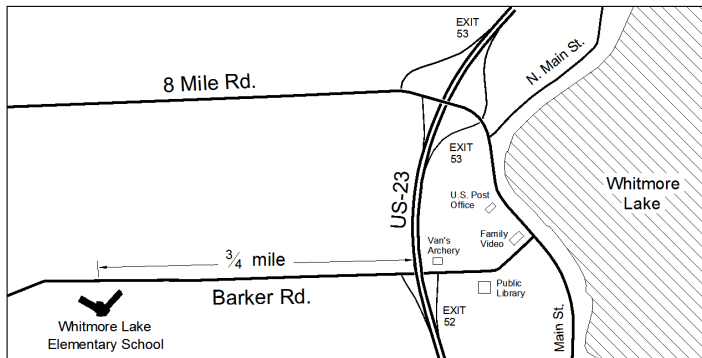 EXIT
53
N. Main St.
8 Mile Rd.
EXIT
53
US-23
U.S. Post
Office
Whitmore
Lake
Van's
Archery
Family
Video
3/4 mile
Barker Rd.
Public
Library
EXIT
52
Main St.
Whitmore Lake
Elementary School